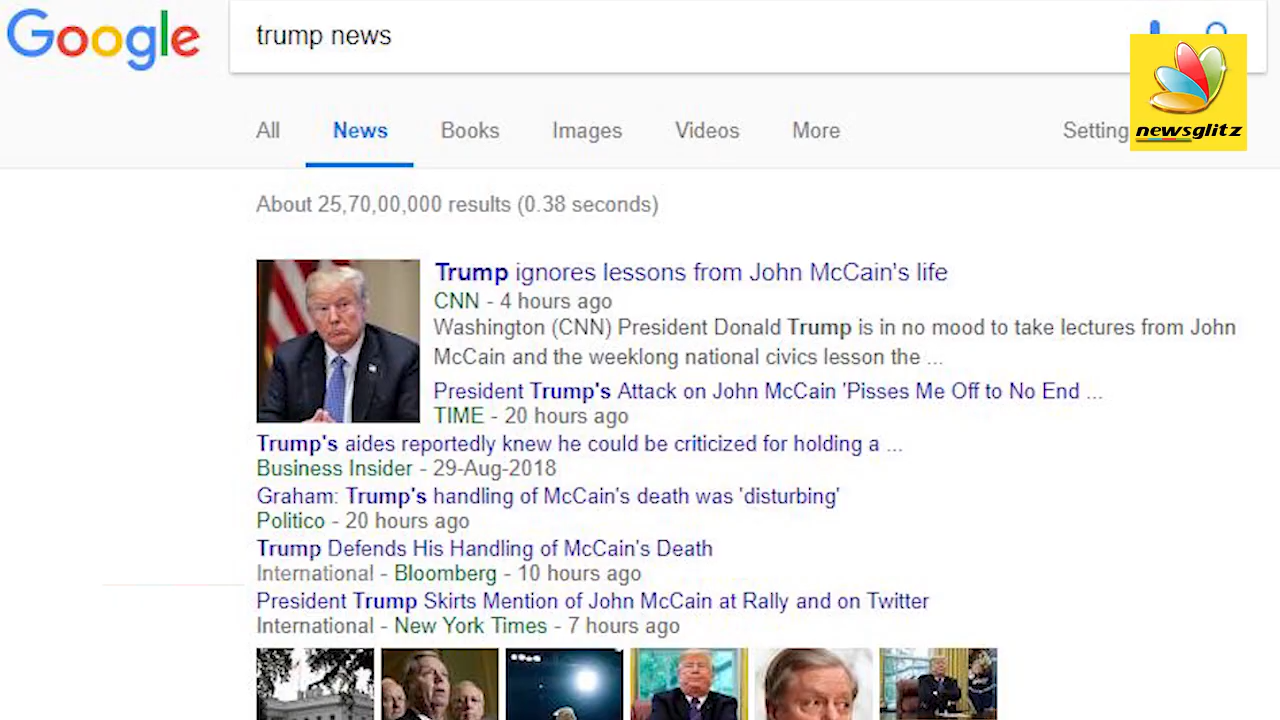 Google
trump news
All News Books Images Videos More Setting
newsglitz
About 25,70,00,000 results (0.38 seconds)
Trump ignores lessons from John McCain's life
CNN - 4 hours ago
Washington (CNN) President Donald Trump is in no mood to take lectures from John
McCain and the weeklong national civics lesson the ...
President Trump's Attack on John McCain 'Pisses Me Off to No End ...
TIME - 20 hours ago
Trump's aides reportedly knew he could be criticized for holding a ...
Business Insider - 29-Aug-2018
Graham: Trump's handling of McCain's death was 'disturbing'
Politico - 20 hours ago
Trump Defends His Handling of McCain's Death
International - Bloomberg - 10 hours ago
President Trump Skirts Mention of John McCain at Rally and on Twitter
International - New York Times - 7 hours ago